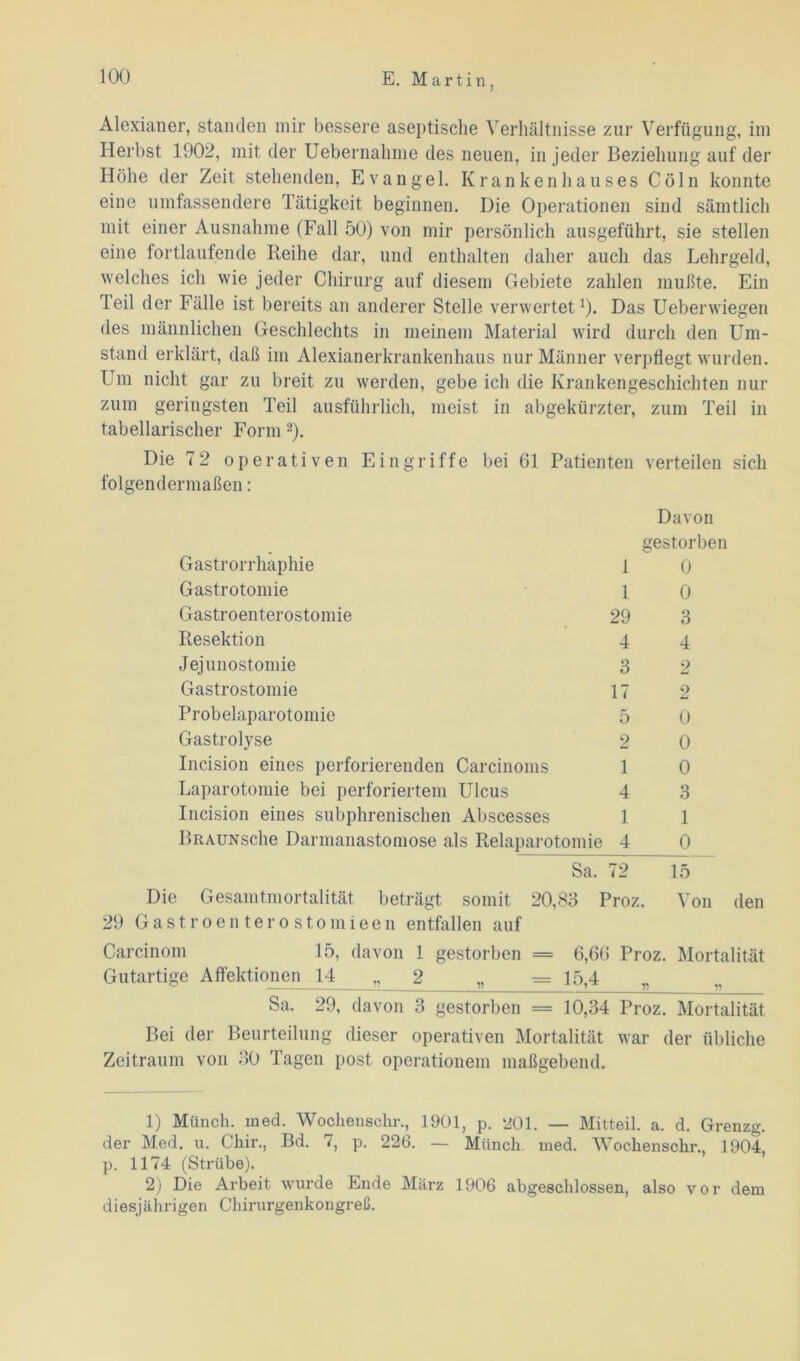 100 E. Martin,
Alexianer, standen mir bessere aseptische Verhältnisse zur Verfügung, im
Herbst 1902, mit der Uebernahme des neuen, in jeder Beziehung auf der
Höhe der Zeit stehenden, Evangel. Krankenhauses Cöln konnte
eine umfassendere Tätigkeit beginnen. Die Operationen sind sämtlich
mit einer Ausnahme (Fall 50) von mir persönlich ausgeführt, sie stellen
eine fortlaufende Reihe dar, und enthalten daher auch das Lehrgeld,
welches ich wie jeder Chirurg auf diesem Gebiete zahlen mußte. Ein
Teil der Fälle ist bereits an anderer Stelle verwertet ¹). Das Ueberwiegen
des männlichen Geschlechts in meinem Material wird durch den Um-
stand erklärt, daß im Alexianerkrankenhaus nur Männer verpflegt wurden.
Um nicht gar zu breit zu werden, gebe ich die Krankengeschichten nur
zum geringsten Teil ausführlich, meist in abgekürzter, zum Teil in
tabellarischer Form ²).
Die 72 operativen Eingriffe bei 61 Patienten verteilen sich
folgendermaßen:
Davon
gestorben
Gastrorrhaphie 1 0
Gastrotomie 1 0
Gastroenterostomie 29 3
Resektion 4 4
Jejunostomie 3 2
Gastrostomie 17 2
Probelaparotomie 5 0
Gastrolyse 2 0
Incision eines perforierenden Carcinoms 1 0
Laparotomie bei perforiertem Ulcus 4 3
Incision eines subphrenischen Abscesses 1 1
BRAUNsche Darmanastomose als Relaparotomie 4 0
Sa. 72 15
Die Gesamtmortalität beträgt somit 20,83 Proz. Von den
29 Gastroenterostomieen entfallen auf
Carcinom 15, davon 1 gestorben = 6,66 Proz. Mortalität
Gutartige Affektionen 14 „ 2 „ = 15,4 „ „
Sa. 29, davon 3 gestorben = 10,34 Proz. Mortalität
Bei der Beurteilung dieser operativen Mortalität war der übliche
Zeitraum von 30 Tagen post operationem maßgebend.
1) Münch. med. Wochenschr., 1901, p. 201. — Mitteil. a. d. Grenzg.
der Med. u. Chir., Bd. 7, p. 226. — Münch. med. Wochenschr., 1904,
p. 1174 (Strübe).
2) Die Arbeit wurde Ende März 1906 abgeschlossen, also vor dem
diesjährigen Chirurgenkongreß.